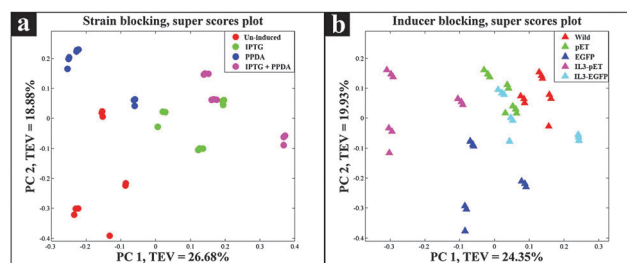 a
Strain blocking, super scores plot
Un-induced
IPTG
PPDA
IPTG + PPDA
PC 2, TEV = 18.88%
0.2
0.1
0
-0.1
-0.2
-0.3
-0.4
-0.3
-0.2
-0.1
0
0.1
0.2
0.3
0.4
PC 1, TEV = 26.68%
b
Inducer blocking, super scores plot
Wild
pET
EGFP
IL3-pET
IL3-EGFP
PC 2, TEV = 19.93%
0.2
0.1
0
-0.1
-0.2
-0.3
-0.4
-0.3
-0.2
-0.1
0
0.1
0.2
0.3
PC 1, TEV = 24.35%